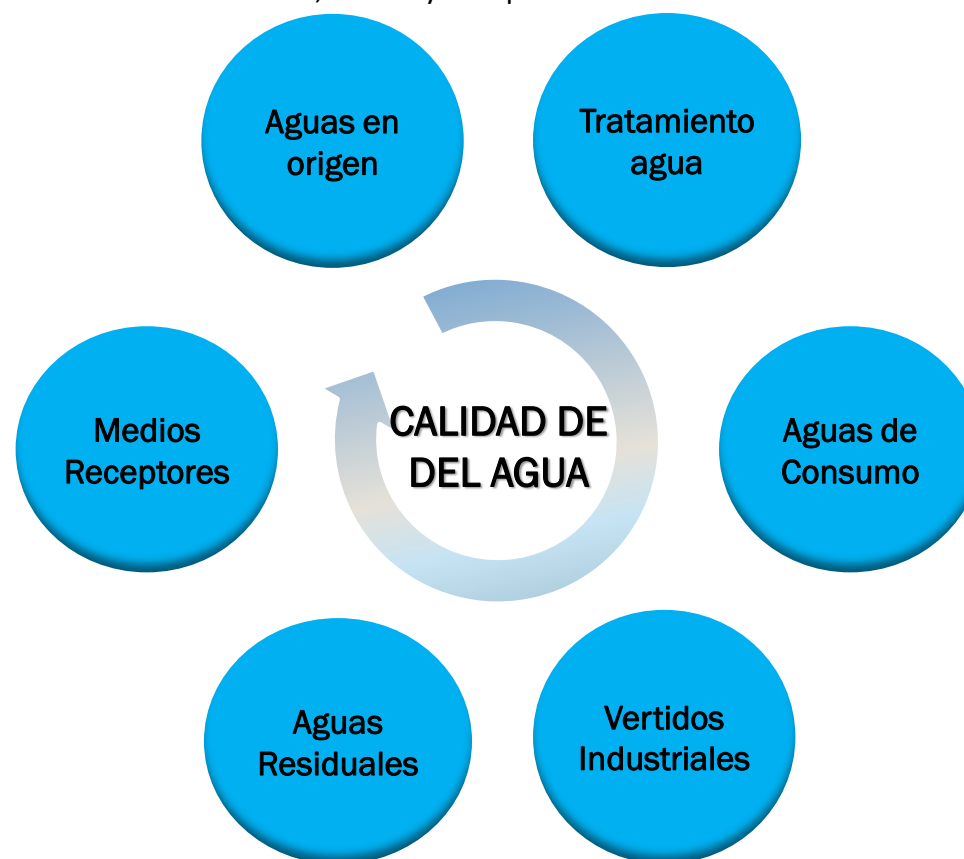 Aguas en
origen
Tratamiento
agua
Medios
Receptores
CALIDAD DE
DEL AGUA
Aguas de
Consumo
Aguas
Residuales
Vertidos
Industriales